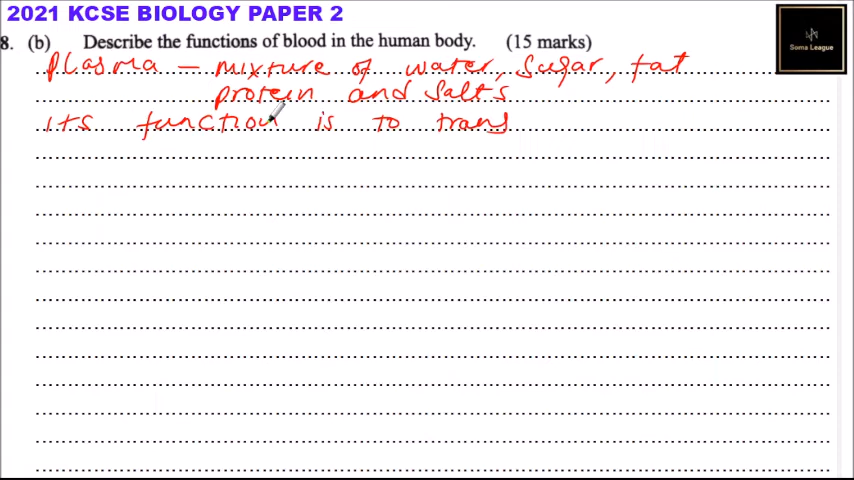 2021 KCSE BIOLOGY PAPER 2
8. (b) Describe the functions of blood in the human body. (15 marks)
Soma League
Plasma – mixture of water, sugar, fat
protein and salts
its function is to trans